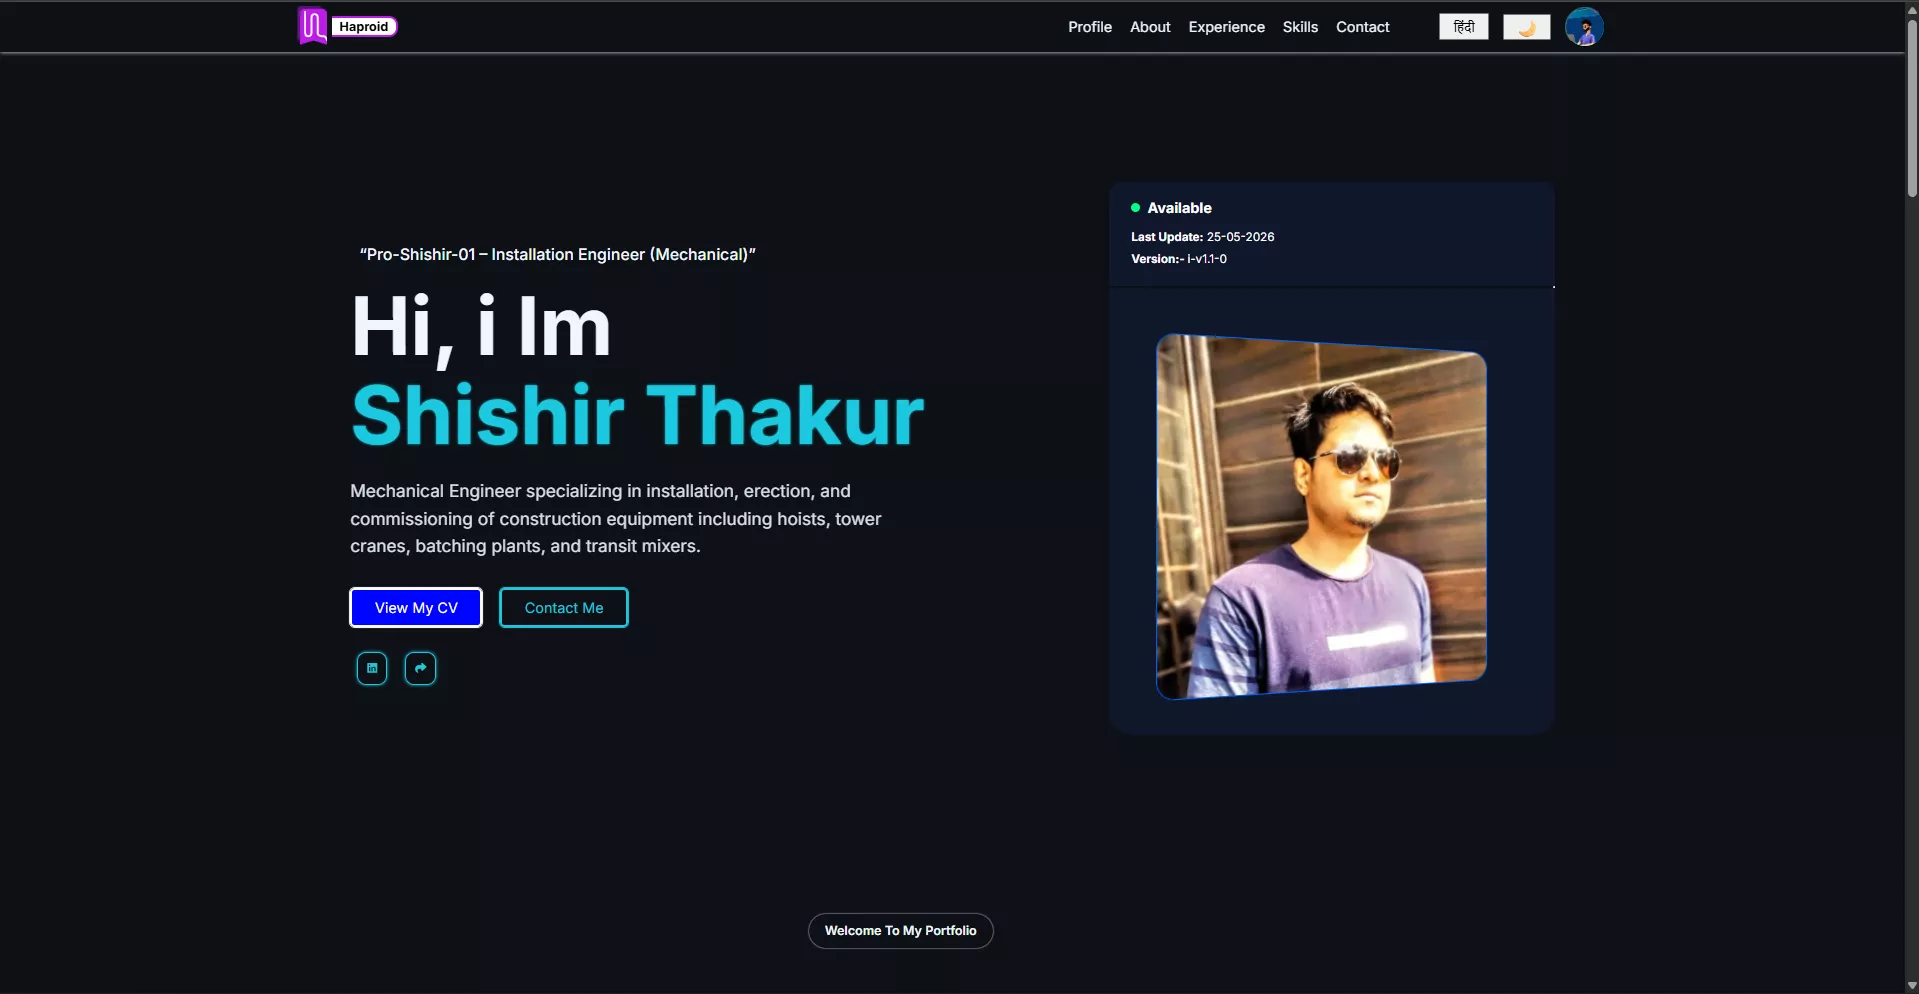 Haproid
Profile About Experience Skills Contact हिंदी
Available
Last Update: 25-05-2026
Version:- i-v1.1-0
“Pro-Shishir-01 – Installation Engineer (Mechanical)”
Hi, i Im
Shishir Thakur
Mechanical Engineer specializing in installation, erection, and
commissioning of construction equipment including hoists, tower
cranes, batching plants, and transit mixers.
View My CV Contact Me
in
Welcome To My Portfolio